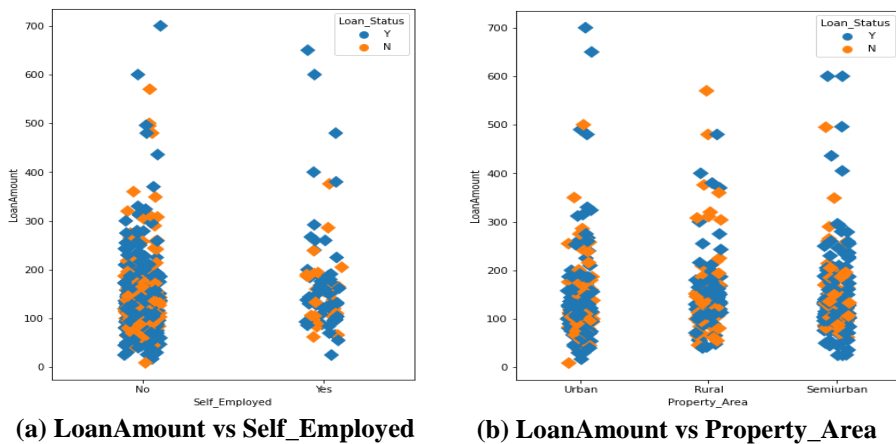 Loan_Status
Y
N
700
600
500
400
300
200
100
0
LoanAmount
No
Yes
Self_Employed
(a) LoanAmount vs Self_Employed
Loan_Status
Y
N
700
600
500
400
300
200
100
0
LoanAmount
Urban
Rural
Semiurban
Property_Area
(b) LoanAmount vs Property_Area